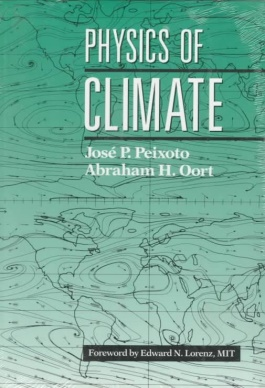 PHYSICS OF
CLIMATE
José P. Peixoto
Abraham H. Oort
Foreword by Edward N. Lorenz, MIT